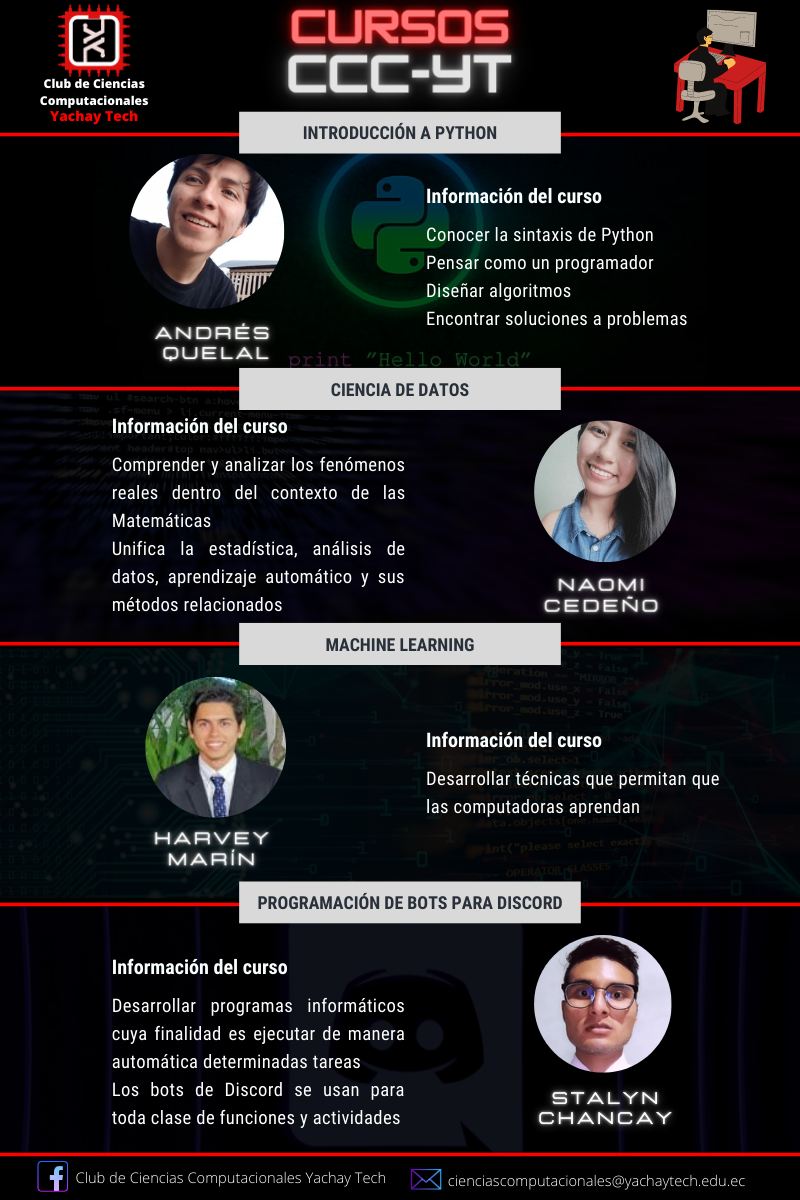 Club de Ciencias
Computacionales
Yachay Tech
CURSOS
CCC-YT
INTRODUCCIÓN A PYTHON
Información del curso
Conocer la sintaxis de Python
Pensar como un programador
Diseñar algoritmos
Encontrar soluciones a problemas
ANDRÉS
QUELAL
print "Hello World"
CIENCIA DE DATOS
Información del curso
Comprender y analizar los fenómenos
reales dentro del contexto de las
Matemáticas
Unifica la estadística, análisis de
datos, aprendizaje automático y sus
métodos relacionados
NAOMI
CEDEÑO
MACHINE LEARNING
HARVEY
MARÍN
Información del curso
Desarrollar técnicas que permitan que
las computadoras aprendan
PROGRAMACIÓN DE BOTS PARA DISCORD
Información del curso
Desarrollar programas informáticos
cuya finalidad es ejecutar de manera
automática determinadas tareas
Los bots de Discord se usan para
toda clase de funciones y actividades
STALYN
CHANCAY
Club de Ciencias Computacionales Yachay Tech
cienciascomputacionales@yachaytech.edu.ec